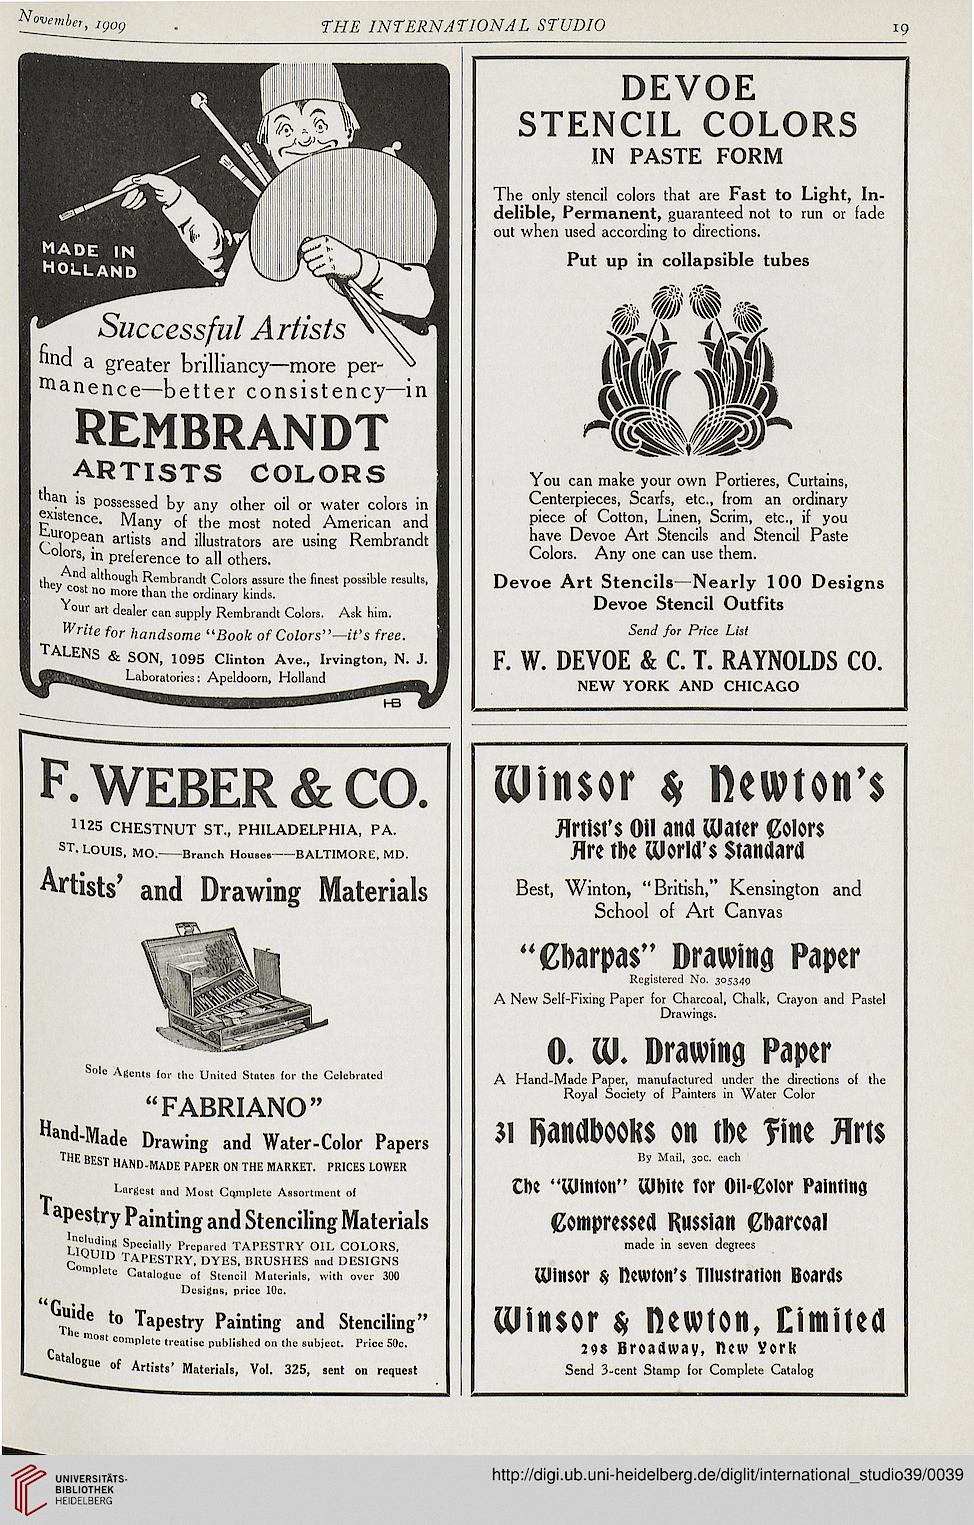 November, 1909
THE INTERNATIONAL STUDIO
19
MADE IN
HOLLAND
Successful Artists
find a greater brilliancy—more per-
manence—better consistency—in
REMBRANDT
ARTISTS COLORS
than is possessed by any other oil or water colors in
existence. Many of the most noted American and
European artists and illustrators are using Rembrandt
Colors, in preference to all others.
And although Rembrandt Colors assure the finest possible results,
they cost no more than the ordinary kinds.
Your art dealer can supply Rembrandt Colors. Ask him.
Write for handsome "Book of Colors"—it's free.
TALENS & SON, 1095 Clinton Ave., Irvington, N. J.
Laboratories: Apeldoorn, Holland
HB
DEVOE
STENCIL COLORS
IN PASTE FORM
The only stencil colors that are Fast to Light, In-
delible, Permanent, guaranteed not to run or fade
out when used according to directions.
Put up in collapsible tubes
You can make your own Portieres, Curtains,
Centerpieces, Scarfs, etc., from an ordinary
piece of Cotton, Linen, Scrim, etc., if you
have Devoe Art Stencils and Stencil Paste
Colors. Any one can use them.
Devoe Art Stencils—Nearly 100 Designs
Devoe Stencil Outfits
Send for Price List
F. W. DEVOE & C. T. RAYNOLDS CO.
NEW YORK AND CHICAGO
F. WEBER & CO.
1125 CHESTNUT ST., PHILADELPHIA, PA.
ST. LOUIS, MO.——Branch Houses——BALTIMORE, MD.
Artists' and Drawing Materials
Sole Agents for the United States for the Celebrated
"FABRIANO"
Hand-Made Drawing and Water-Color Papers
THE BEST HAND-MADE PAPER ON THE MARKET. PRICES LOWER
Largest and Most Complete Assortment of
Tapestry Painting and Stenciling Materials
Including Specially Prepared TAPESTRY OIL COLORS,
LIQUID TAPESTRY, DYES, BRUSHES and DESIGNS
Complete Catalogue of Stencil Materials, with over 300
Designs, price 10c.
"Guide to Tapestry Painting and Stenciling"
The most complete treatise published on the subject. Price 50c.
Catalogue of Artists' Materials, Vol. 325, sent on request
Winsor & Newton's
Artist's Oil and Water Colors
Are the World's Standard
Best, Winton, "British," Kensington and
School of Art Canvas
"Charpas" Drawing Paper
Registered No. 305349
A New Self-Fixing Paper for Charcoal, Chalk, Crayon and Pastel
Drawings.
O. W. Drawing Paper
A Hand-Made Paper, manufactured under the directions of the
Royal Society of Painters in Water Color
31 Handbooks on the Fine Arts
By Mail, 30c. each
The "Winton" White for Oil-Color Painting
Compressed Russian Charcoal
made in seven degrees
Winsor & Newton's Illustration Boards
Winsor & Newton, Limited
298 Broadway, New York
Send 3-cent Stamp for Complete Catalog
UNIVERSITÄTS-
BIBLIOTHEK
HEIDELBERG
http://digi.ub.uni-heidelberg.de/diglit/international_studio39/0039